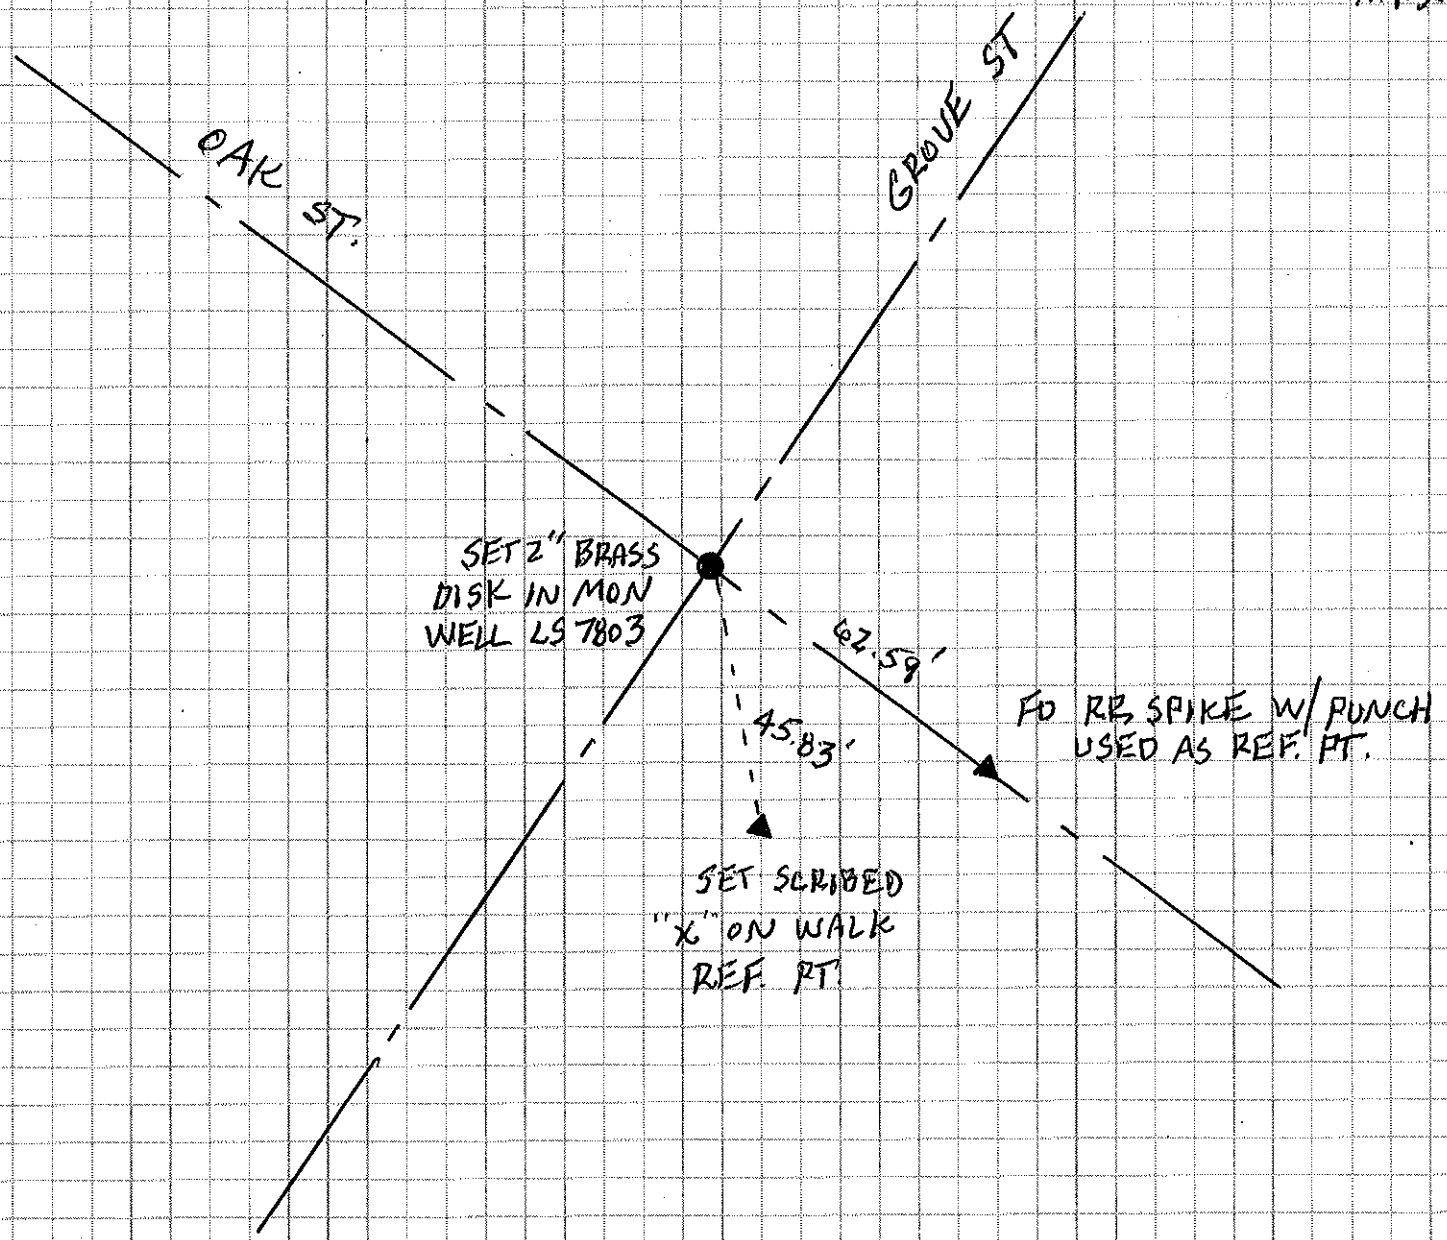 OAK ST.
GROVE ST
SET 2" BRASS
DISK IN MON
WELL LS 7803
62.58'
45.83'
FD RR SPIKE W/ PUNCH
USED AS REF. PT.
SET SCRIBED
"X" ON WALK
REF. PT.